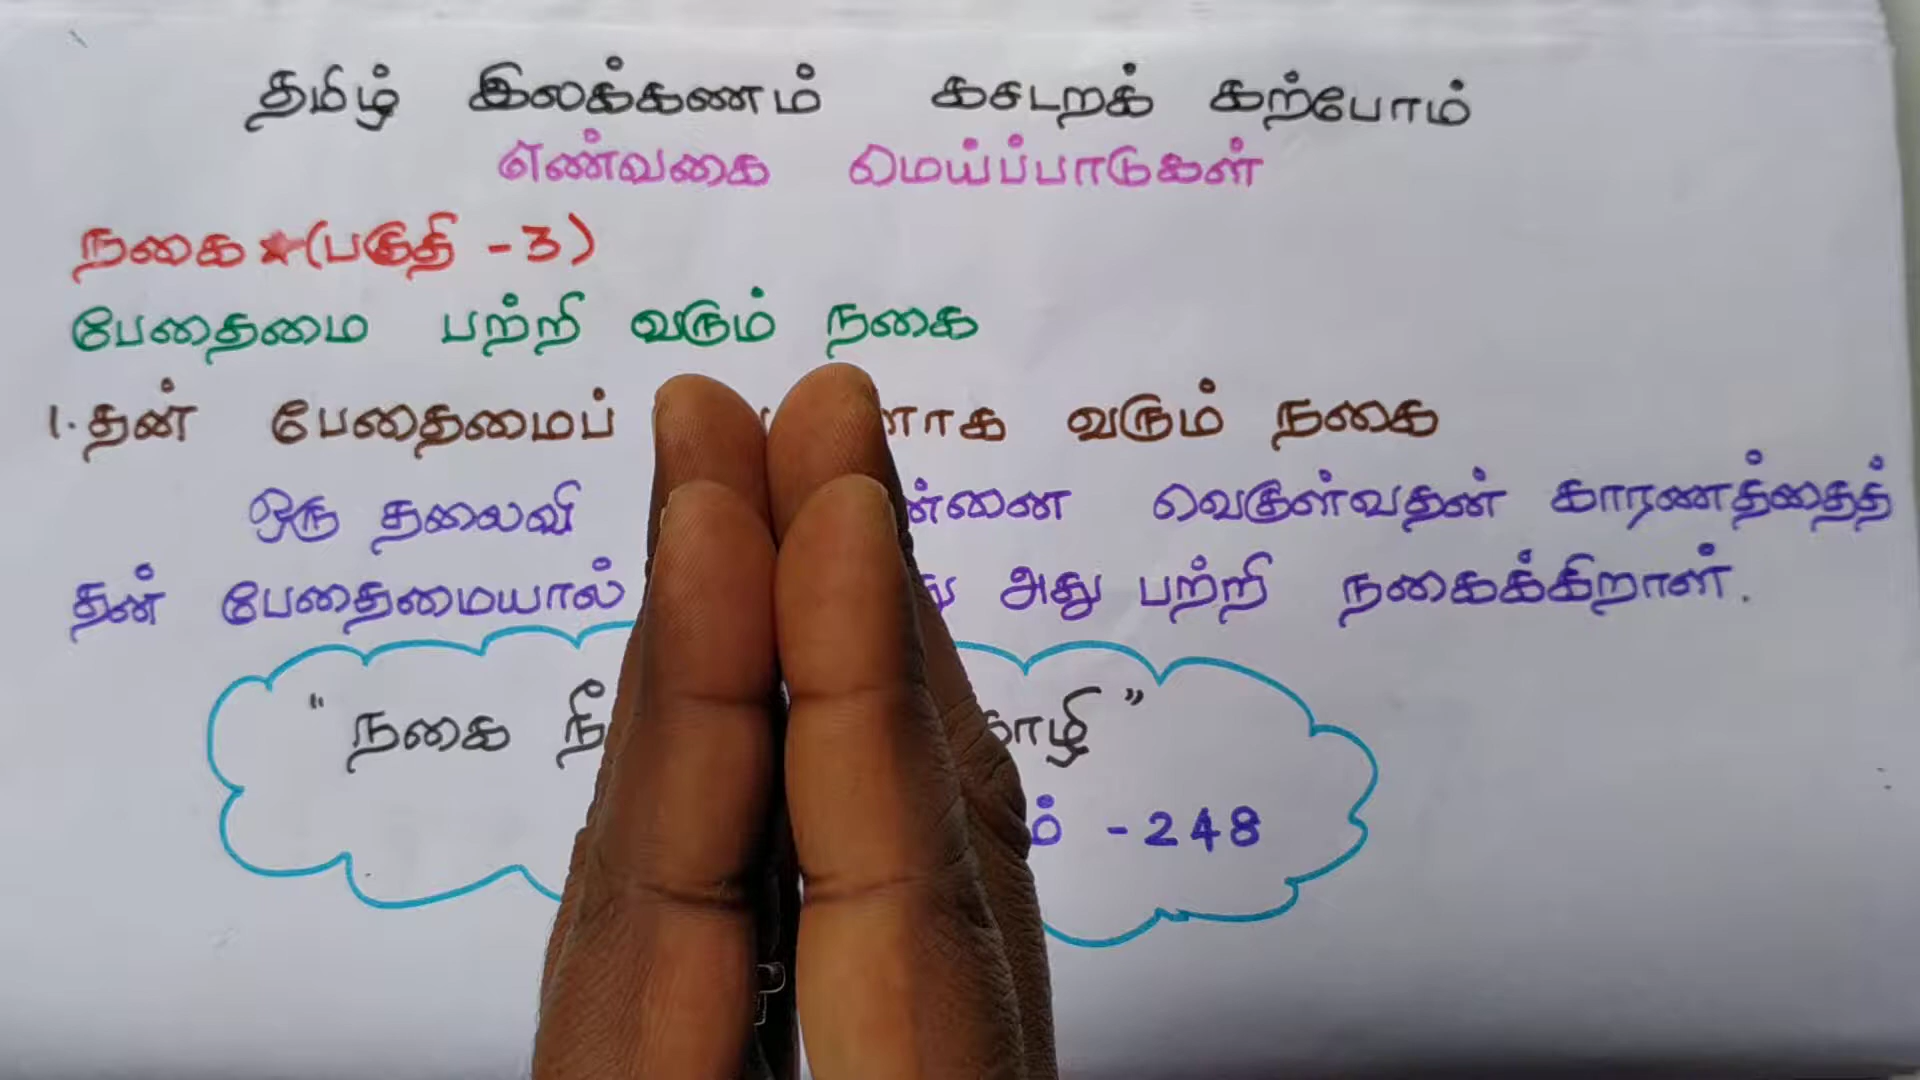 தமிழ் இலக்கணம் கசடறக் கற்போம்
எண்வகை மெய்ப்பாடுகள்
நகை ★ (பகுதி - 3)
பேதைமை பற்றி வரும் நகை
1. தன் பேதைமைப் வரும் நகை
ஒரு தலைவி வெகுள்வதன் காரணத்தைத்
தன் பேதைமையால் அது பற்றி நகைக்கிறாள்.
“ நகை ”
- 248